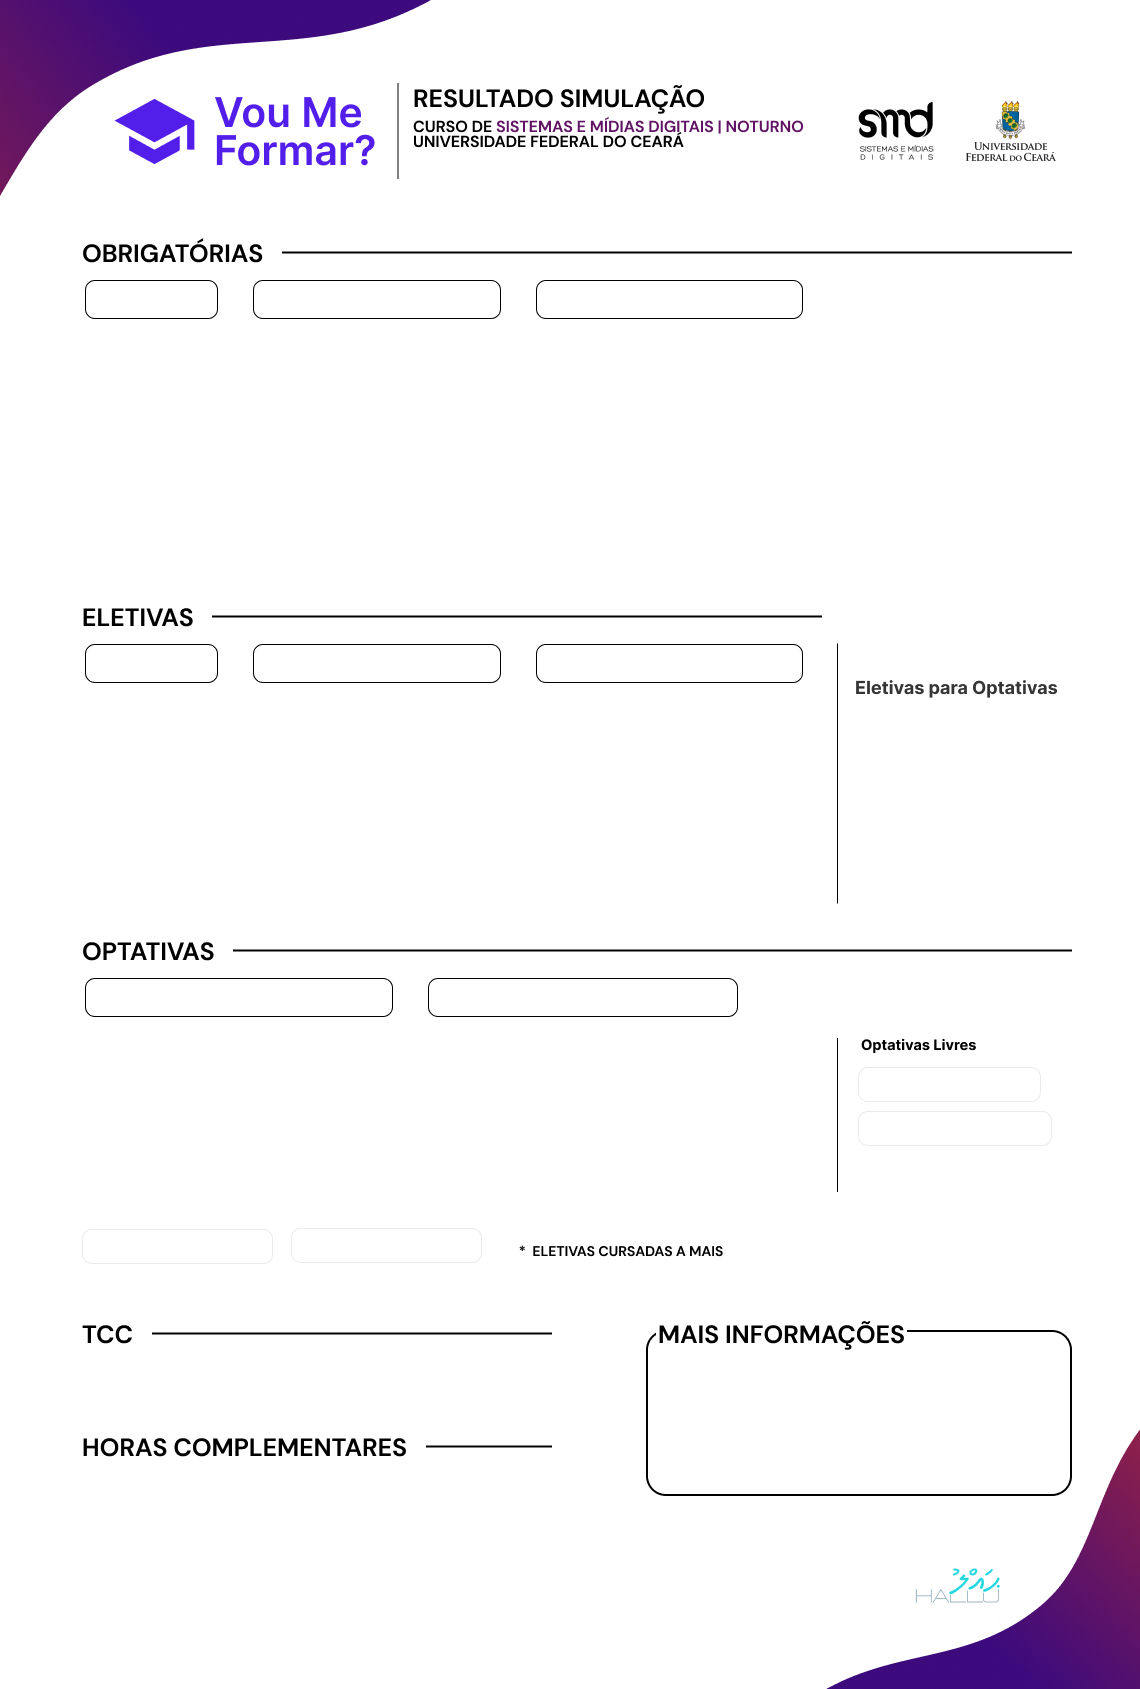 Vou Me
Formar?
RESULTADO SIMULAÇÃO
CURSO DE SISTEMAS E MÍDIAS DIGITAIS | NOTURNO
UNIVERSIDADE FEDERAL DO CEARÁ
smd
SISTEMAS E MÍDIAS
DIGITAIS
UNIVERSIDADE
FEDERAL DO CEARÁ
OBRIGATÓRIAS
ELETIVAS
Eletivas para Optativas
OPTATIVAS
Optativas Livres
* ELETIVAS CURSADAS A MAIS
TCC
MAIS INFORMAÇÕES
HORAS COMPLEMENTARES
HALLU